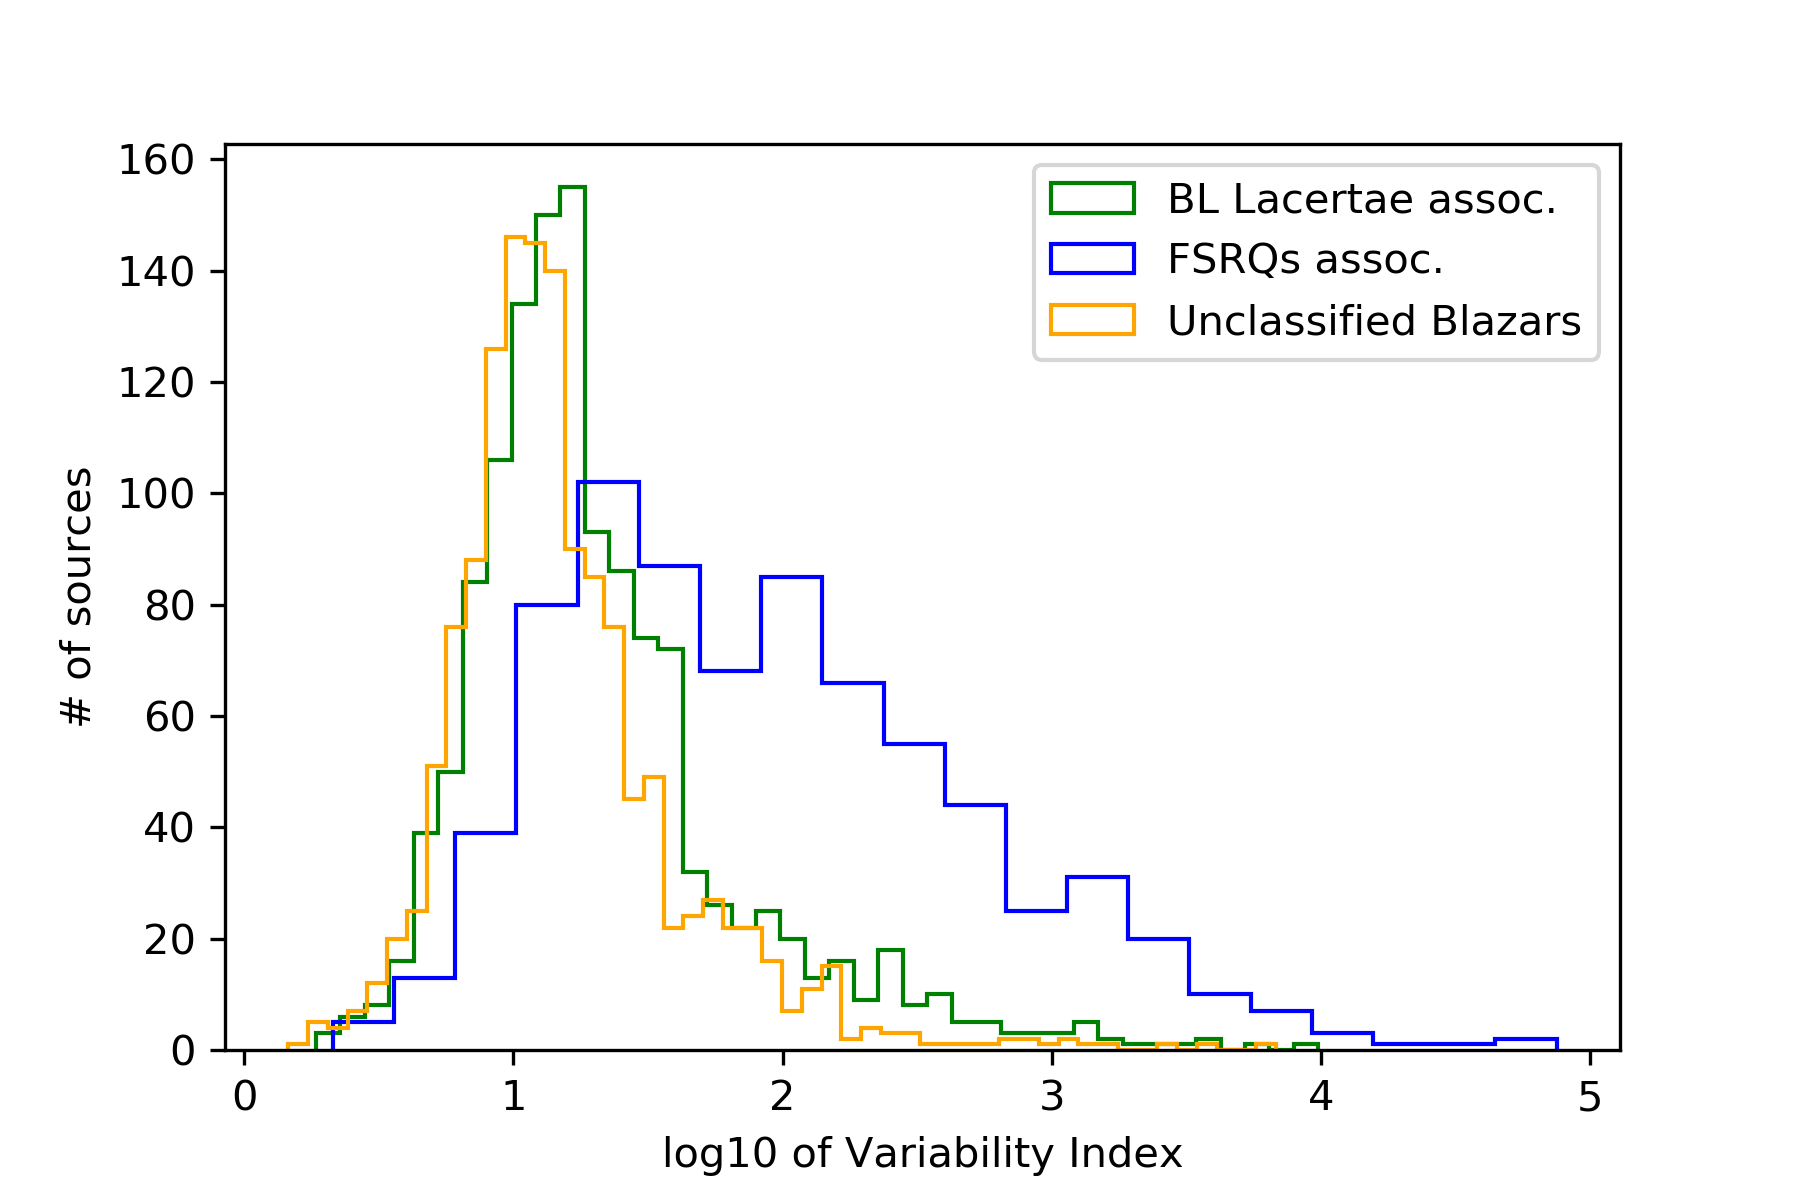 160
140
120
100
80
60
40
20
0
# of sources
BL Lacertae assoc.
FSRQs assoc.
Unclassified Blazars
0 1 2 3 4 5
log10 of Variability Index